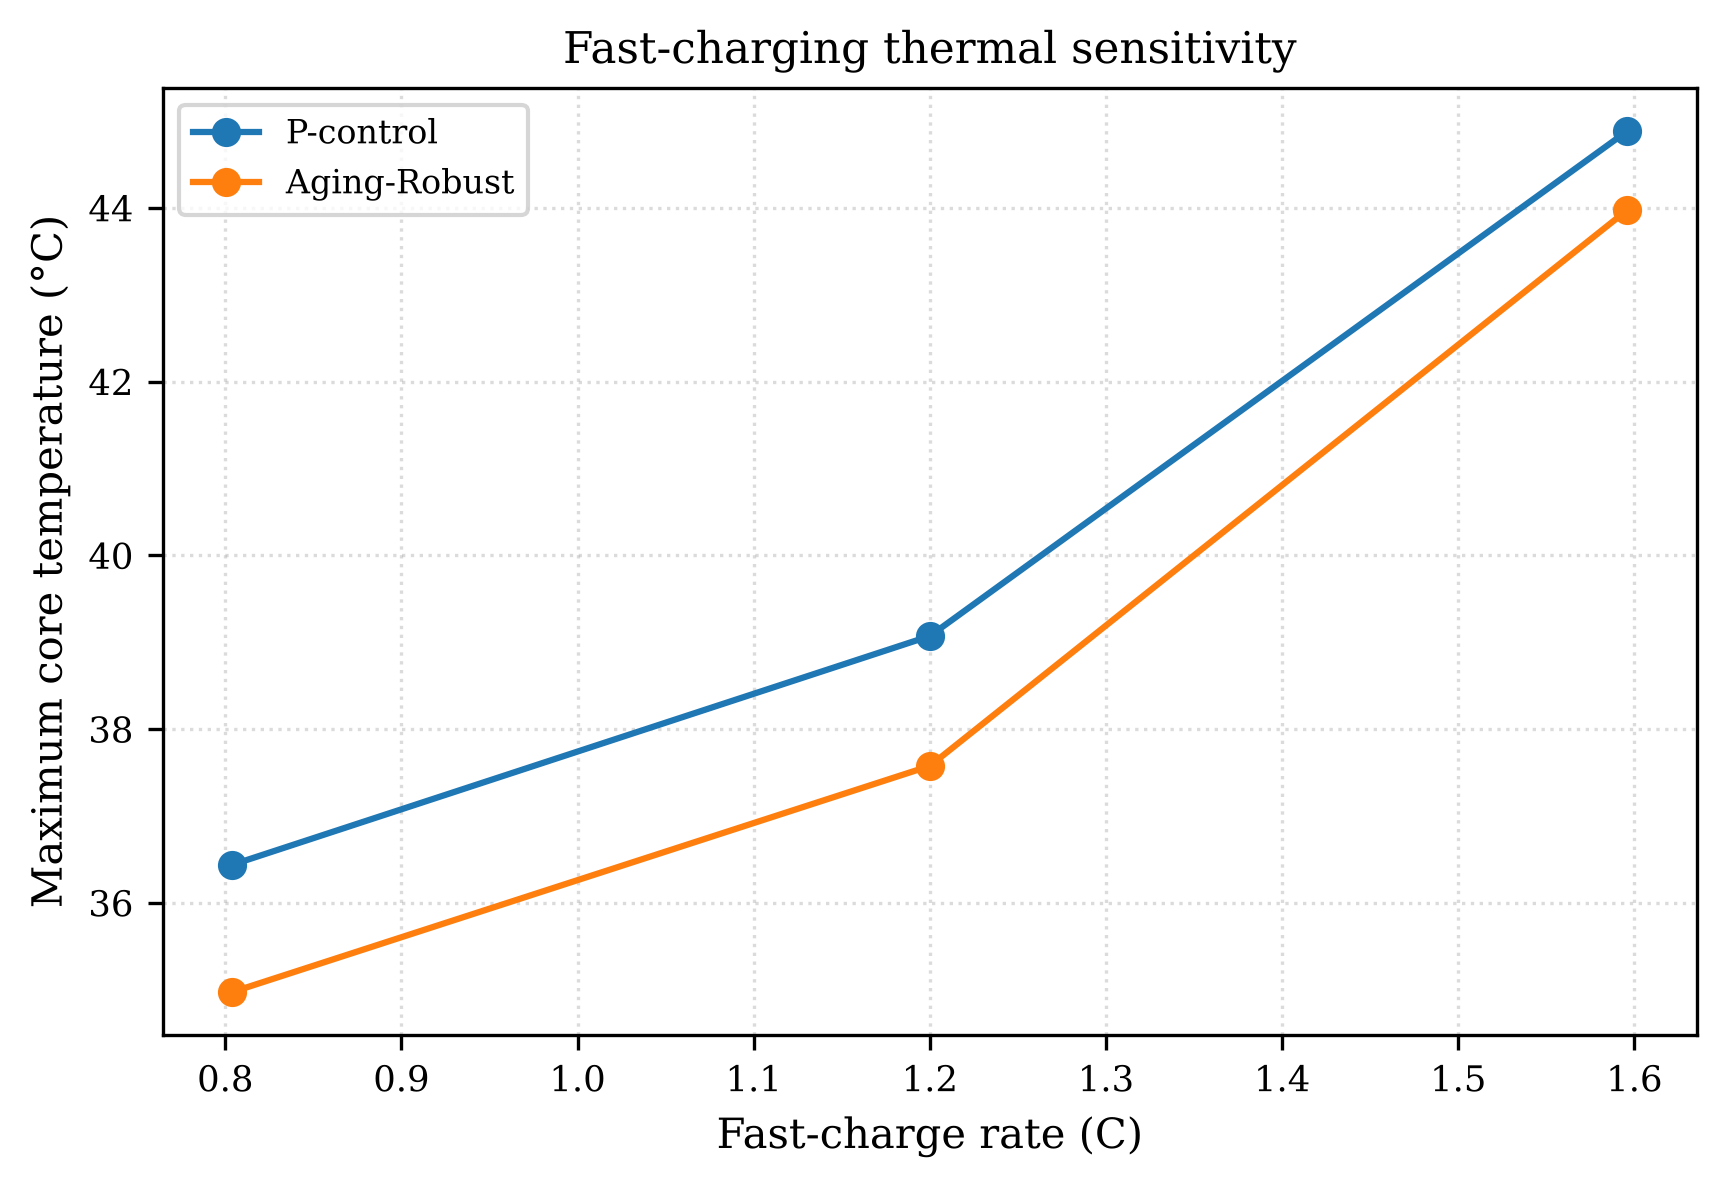 Fast-charging thermal sensitivity
P-control
Aging-Robust
Maximum core temperature (°C)
44
42
40
38
36
0.8 0.9 1.0 1.1 1.2 1.3 1.4 1.5 1.6
Fast-charge rate (C)